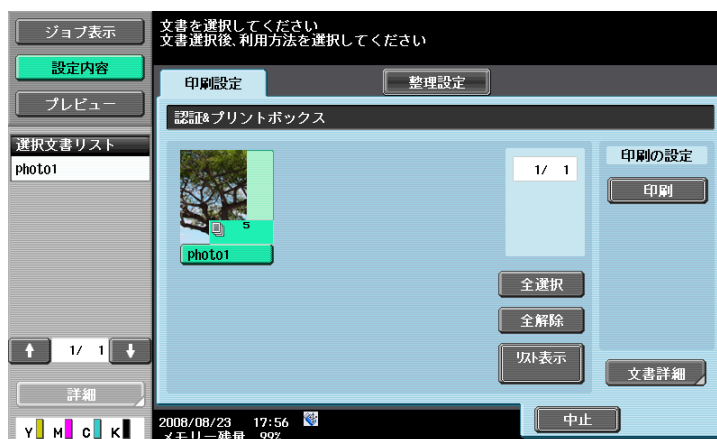 ジョブ表示
設定内容
プレビュー
選択文書リスト
photo1
1/ 1
詳細
Y M C K
文書を選択してください
文書選択後、利用方法を選択してください
印刷設定
整理設定
認証&プリントボックス
5
photo1
1/ 1
全選択
全解除
リスト表示
印刷の設定
印刷
文書詳細
中止
2008/08/23 17:56
メモリー残量 99%